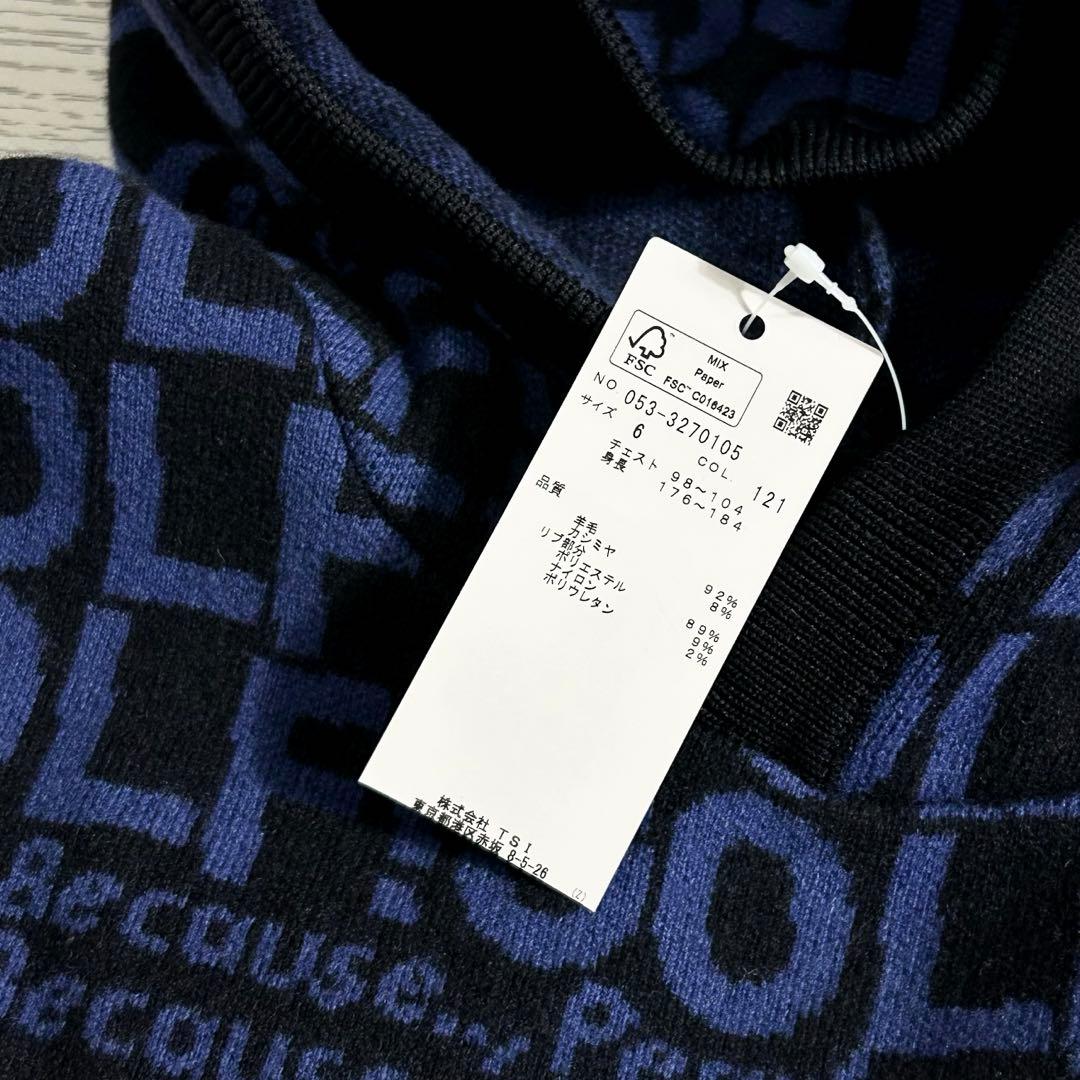 FSC
MIX
Paper
FSC™ C016423
NO 053-3270105
サイズ 6 COL. 121
チェスト 98〜104
身長 176〜184
品質
羊毛 92%
カシミヤ 8%
リブ部分
ポリエステル 89%
ナイロン 9%
ポリウレタン 2%
株式会社 TSI
東京都港区赤坂 8-5-26
(Z)
OL
Because..,
Because